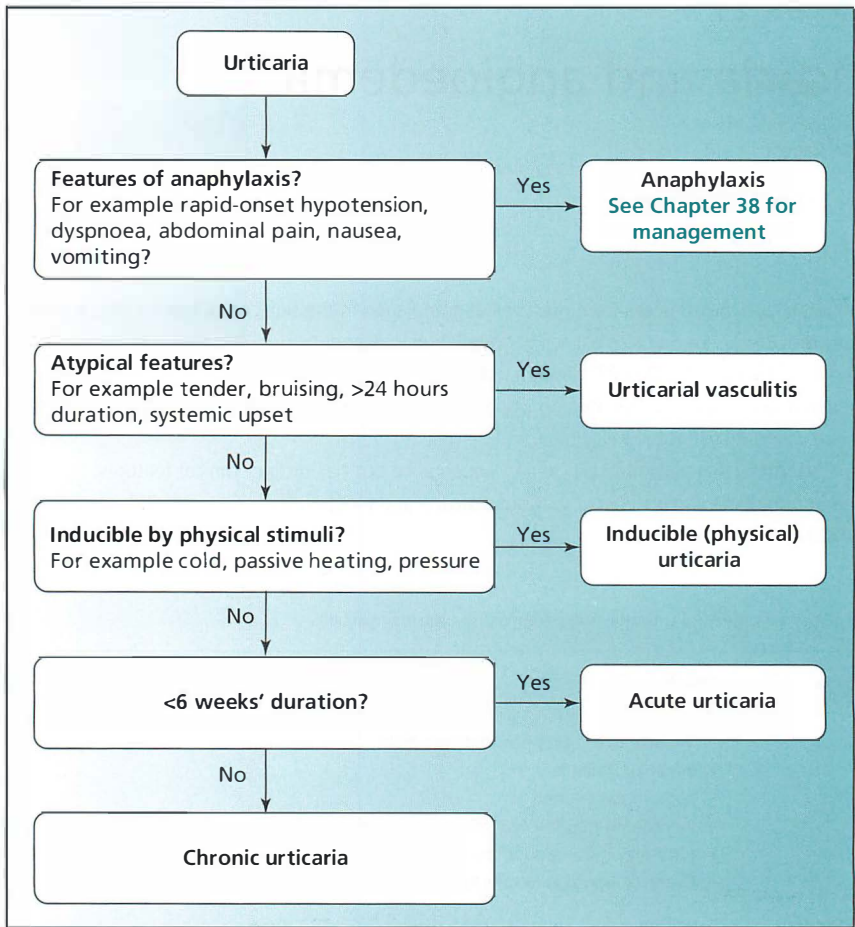 Urticaria
Features of anaphylaxis?
For example rapid-onset hypotension,
dyspnoea, abdominal pain, nausea,
vomiting?
Yes
Anaphylaxis
See Chapter 38 for
management
No
Atypical features?
For example tender, bruising, >24 hours
duration, systemic upset
Yes
Urticarial vasculitis
No
Inducible by physical stimuli?
For example cold, passive heating, pressure
Yes
Inducible (physical)
urticaria
No
<6 weeks' duration?
Yes
Acute urticaria
No
Chronic urticaria